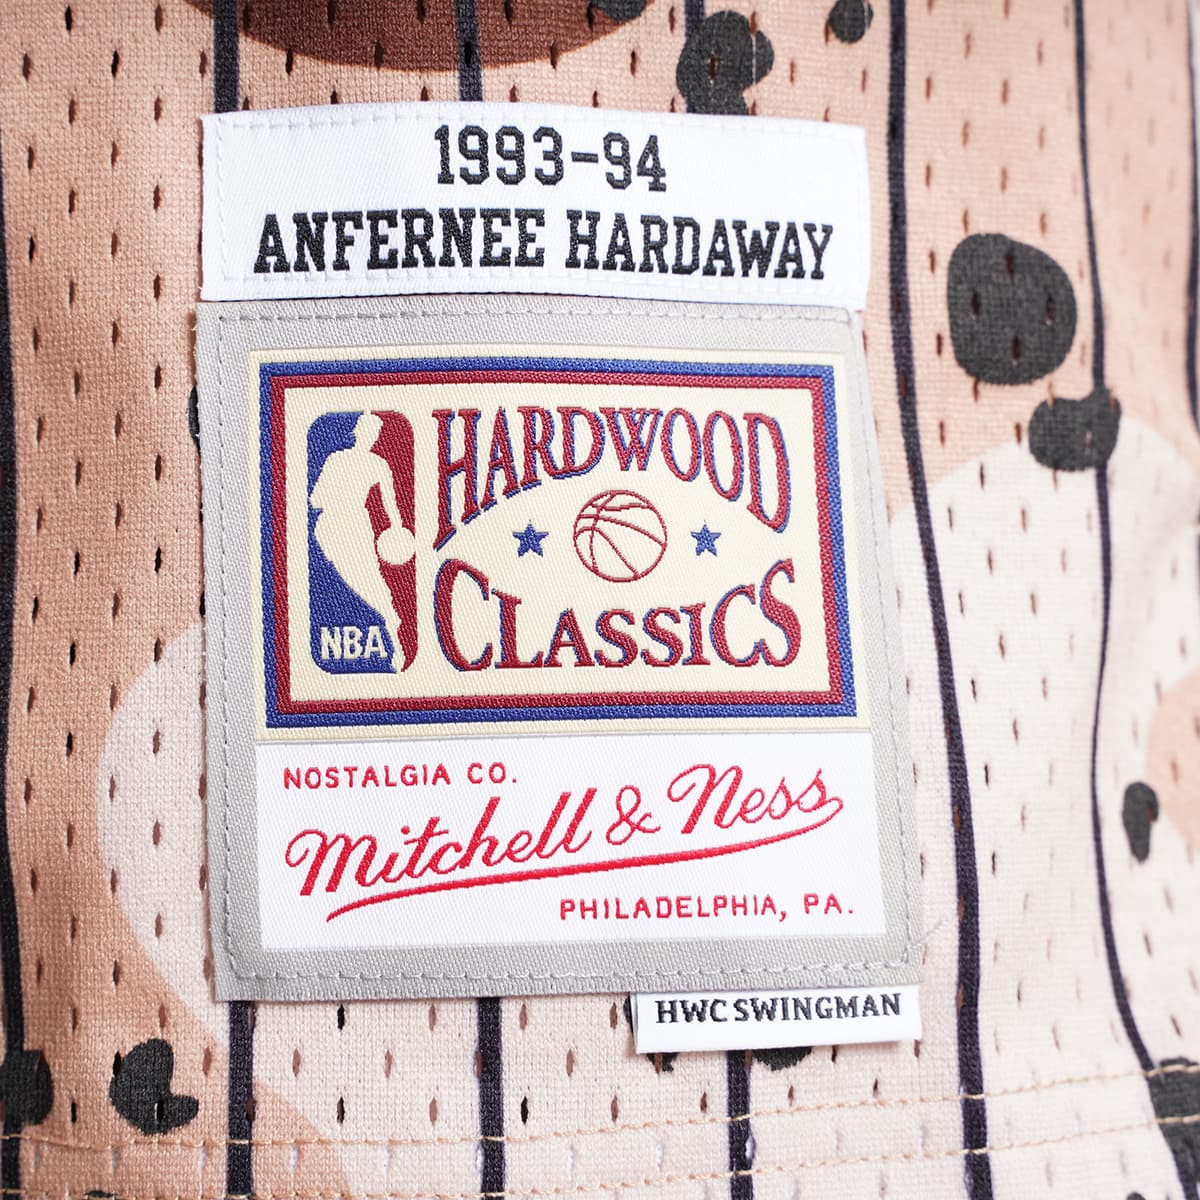 1993-94
ANFERNEE HARDAWAY
HARDWOOD
CLASSICS
NBA
NOSTALGIA CO.
Mitchell & Ness
PHILADELPHIA, PA.
HWC SWINGMAN